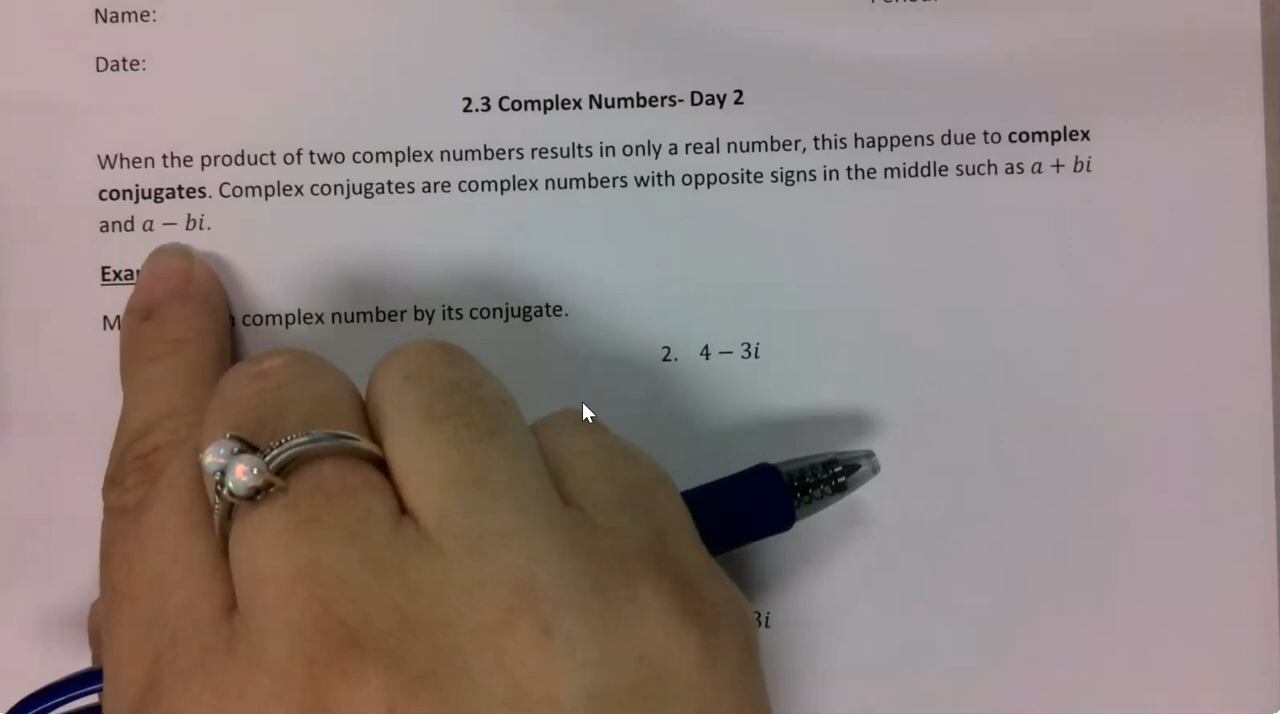 Name:
Date:
2.3 Complex Numbers- Day 2
When the product of two complex numbers results in only a real number, this happens due to complex
conjugates. Complex conjugates are complex numbers with opposite signs in the middle such as a + bi
and a − bi.
complex number by its conjugate.
2. 4 − 3i
3i